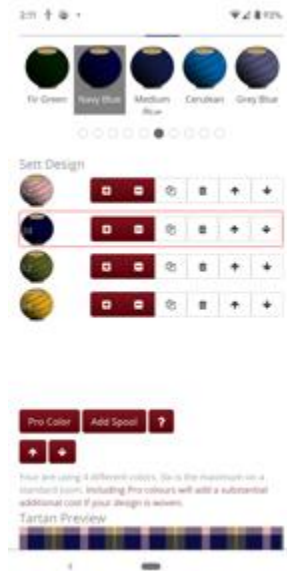 Fir Green
Navy Blue
Medium Blue
Cerulean
Grey Blue
Sett Design
Pro Color
Add Spool
?
Your are using 4 different colors. Six is the maximum on a
standard loom. Including Pro colours will add a substantial
additional cost if your design is woven.
Tartan Preview